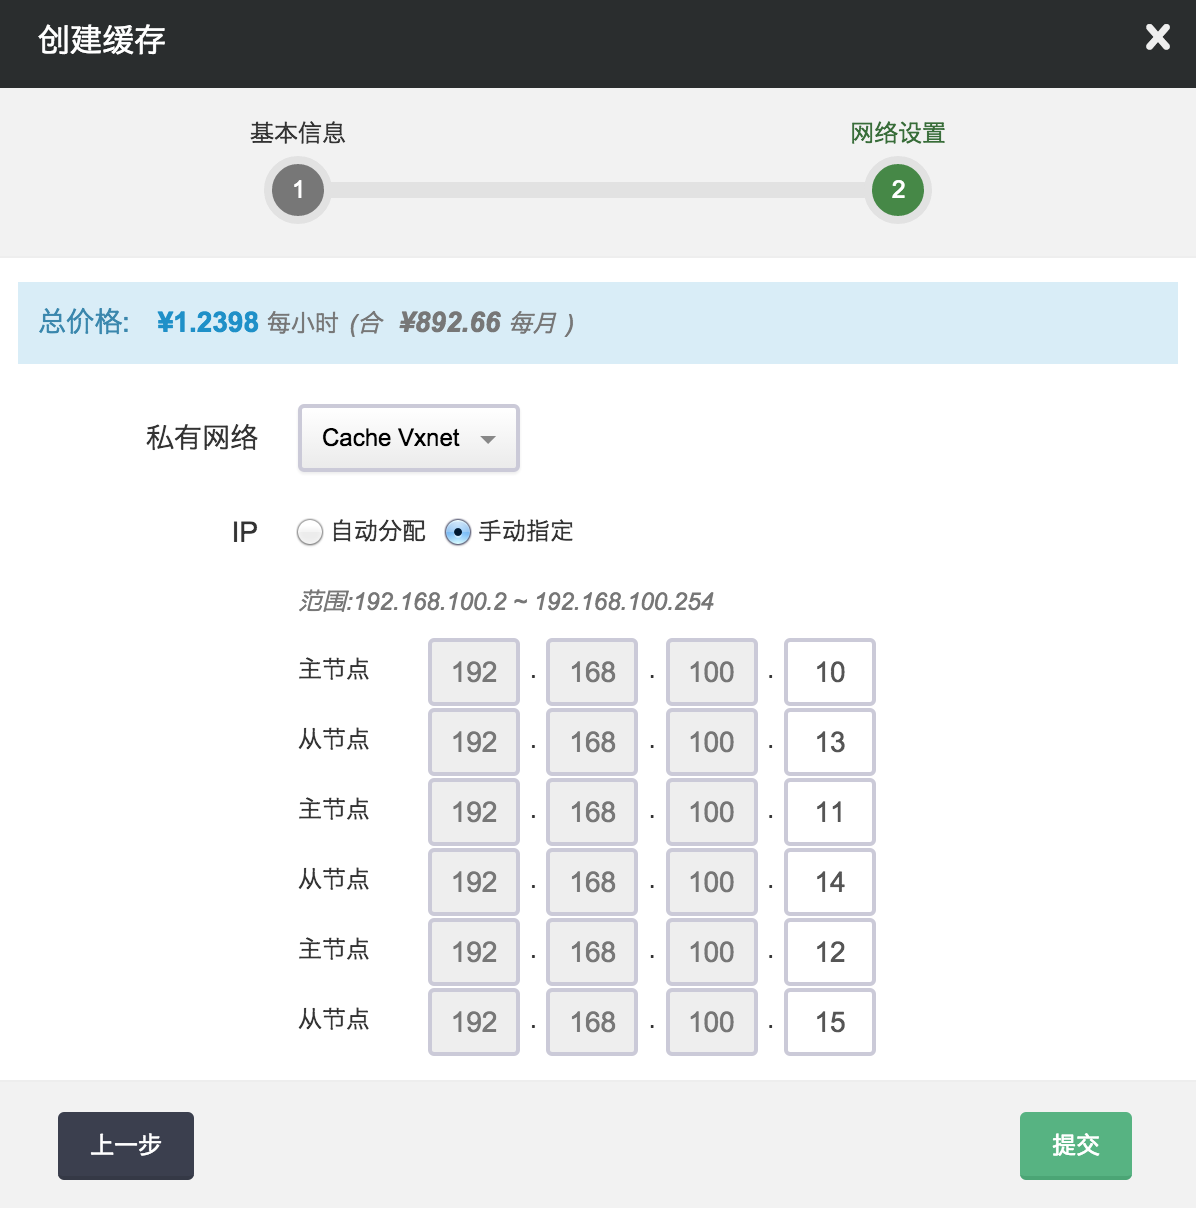 创建缓存
基本信息 网络设置
1 2
总价格: ¥1.2398 每小时 (合 ¥892.66 每月 )
私有网络 Cache Vxnet
IP 自动分配 手动指定
范围:192.168.100.2 ~ 192.168.100.254
主节点 192 . 168 . 100 . 10
从节点 192 . 168 . 100 . 13
主节点 192 . 168 . 100 . 11
从节点 192 . 168 . 100 . 14
主节点 192 . 168 . 100 . 12
从节点 192 . 168 . 100 . 15
上一步 提交